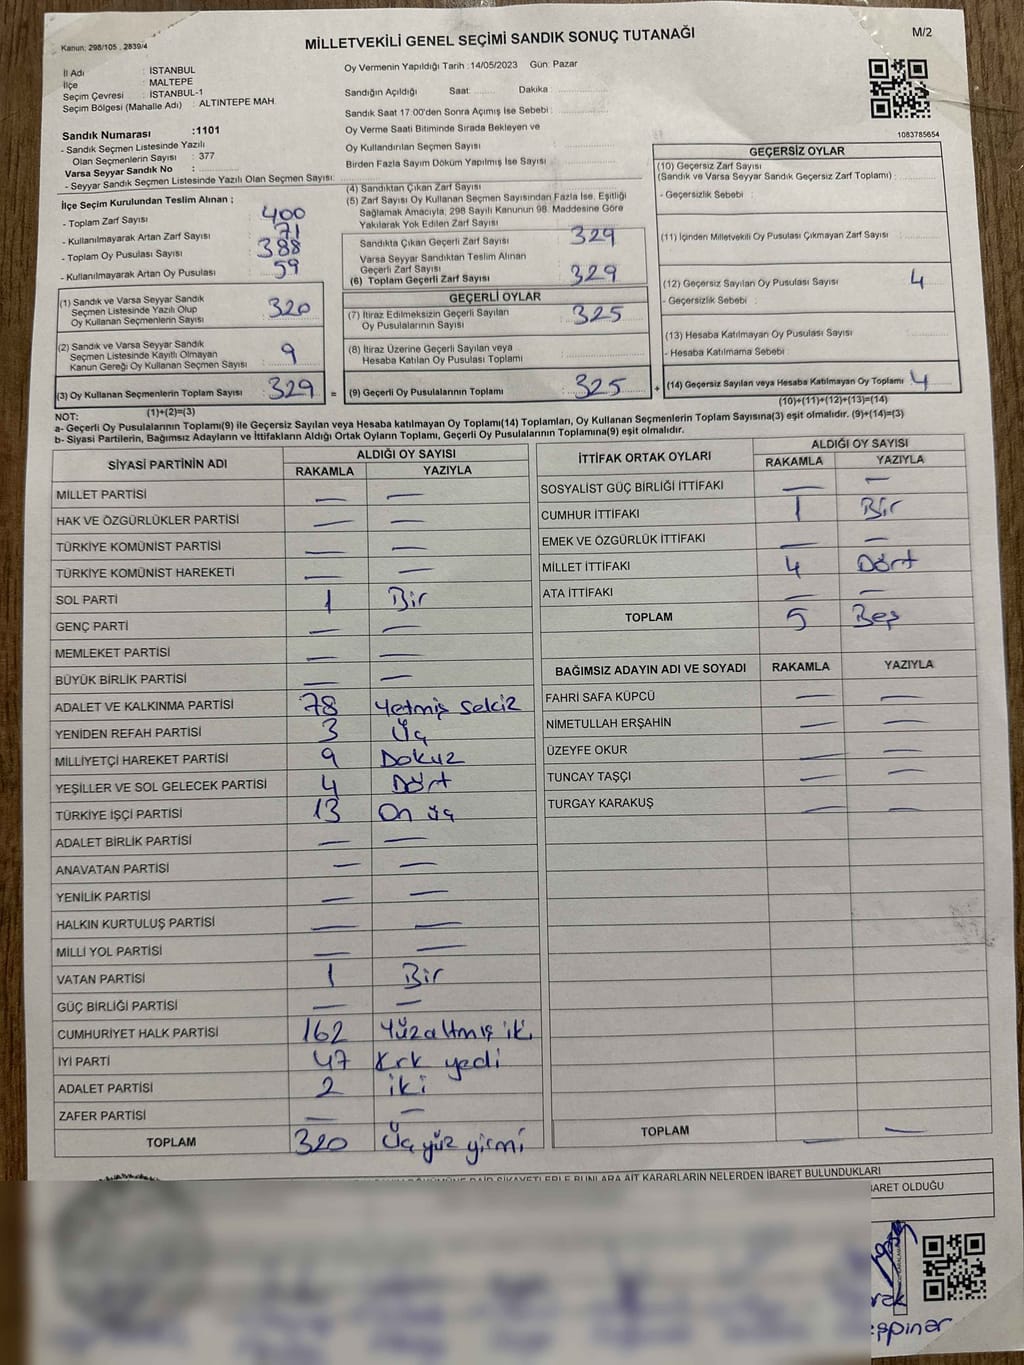 Kanun: 298/105 , 2839/4
MİLLETVEKİLİ GENEL SEÇİMİ SANDIK SONUÇ TUTANAĞI
M/2
İl Adı : İSTANBUL
İlçe : MALTEPE
Seçim Çevresi : İSTANBUL-1
Seçim Bölgesi (Mahalle Adı) : ALTINTEPE MAH.
Sandık Numarası :1101
- Sandık Seçmen Listesinde Yazılı
Olan Seçmenlerin Sayısı : 377
Varsa Seyyar Sandık No :
- Seyyar Sandık Seçmen Listesinde Yazılı Olan Seçmen Sayısı:
Oy Vermenin Yapıldığı Tarih :14/05/2023 Gün: Pazar
Sandığın Açıldığı Saat: Dakika
Sandık Saat 17:00'den Sonra Açımış İse Sebebi :
Oy Verme Saati Bitiminde Sırada Bekleyen ve
Oy Kullandırılan Seçmen Sayısı
Birden Fazla Sayım Döküm Yapılmış İse Sayısı
1083785654
İlçe Seçim Kurulundan Teslim Alınan ;
- Toplam Zarf Sayısı 400
- Kullanılmayarak Artan Zarf Sayısı 71
- Toplam Oy Pusulası Sayısı 388
- Kullanılmayarak Artan Oy Pusulası 59
(1) Sandık ve Varsa Seyyar Sandık
Seçmen Listesinde Yazılı Olup
Oy Kullanan Seçmenlerin Sayısı 320
(2) Sandık ve Varsa Seyyar Sandık
Seçmen Listesinde Kayıtlı Olmayan
Kanun Gereği Oy Kullanan Seçmen Sayısı 9
(3) Oy Kullanan Seçmenlerin Toplam Sayısı 329 =
(1)+(2)=(3)
(4) Sandıktan Çıkan Zarf Sayısı
(5) Zarf Sayısı Oy Kullanan Seçmen Sayısından Fazla İse, Eşitliği
Sağlamak Amacıyla, 298 Sayılı Kanunun 98. Maddesine Göre
Yakılarak Yok Edilen Zarf Sayısı
Sandıkta Çıkan Geçerli Zarf Sayısı 329
Varsa Seyyar Sandıktan Teslim Alınan
Geçerli Zarf Sayısı
(6) Toplam Geçerli Zarf Sayısı 329
GEÇERLİ OYLAR
(7) İtiraz Edilmeksizin Geçerli Sayılan
Oy Pusulalarının Sayısı 325
(8) İtiraz Üzerine Geçerli Sayılan veya
Hesaba Katılan Oy Pusulası Toplamı
(9) Geçerli Oy Pusulalarının Toplamı 325 +
GEÇERSİZ OYLAR
(10) Geçersiz Zarf Sayısı
(Sandık ve Varsa Seyyar Sandık Geçersiz Zarf Toplamı) :
- Geçersizlik Sebebi :
(11) İçinden Milletvekili Oy Pusulası Çıkmayan Zarf Sayısı
(12) Geçersiz Sayılan Oy Pusulası Sayısı 4
- Geçersizlik Sebebi :
(13) Hesaba Katılmayan Oy Pusulası Sayısı
- Hesaba Katılmama Sebebi
(14) Geçersiz Sayılan veya Hesaba Katılmayan Oy Toplamı 4
(10)+(11)+(12)+(13)=(14)
NOT:
a- Geçerli Oy Pusulalarının Toplamı(9) ile Geçersiz Sayılan veya Hesaba katılmayan Oy Toplamı(14) Toplamları, Oy Kullanan Seçmenlerin Toplam Sayısına(3) eşit olmalıdır. (9)+(14)=(3)
b- Siyasi Partilerin, Bağımsız Adayların ve İttifakların Aldığı Ortak Oyların Toplamı, Geçerli Oy Pusulalarının Toplamına(9) eşit olmalıdır.
SİYASİ PARTİNİN ADI ALDIĞI OY SAYISI
RAKAMLA YAZIYLA
MİLLET PARTİSİ — —
HAK VE ÖZGÜRLÜKLER PARTİSİ — —
TÜRKİYE KOMÜNİST PARTİSİ — —
TÜRKİYE KOMÜNİST HAREKETİ — —
SOL PARTİ 1 Bir
GENÇ PARTİ — —
MEMLEKET PARTİSİ — —
BÜYÜK BİRLİK PARTİSİ — —
ADALET VE KALKINMA PARTİSİ 78 Yetmiş sekiz
YENİDEN REFAH PARTİSİ 3 Üç
MİLLİYETÇİ HAREKET PARTİSİ 9 Dokuz
YEŞİLLER VE SOL GELECEK PARTİSİ 4 Dört
TÜRKİYE İŞÇİ PARTİSİ 13 On üç
ADALET BİRLİK PARTİSİ — —
ANAVATAN PARTİSİ — —
YENİLİK PARTİSİ — —
HALKIN KURTULUŞ PARTİSİ — —
MİLLİ YOL PARTİSİ — —
VATAN PARTİSİ 1 Bir
GÜÇ BİRLİĞİ PARTİSİ — —
CUMHURİYET HALK PARTİSİ 162 Yüzaltmış iki
İYİ PARTİ 47 Kırk yedi
ADALET PARTİSİ 2 iki
ZAFER PARTİSİ — —
TOPLAM 320 Üç yüz yirmi
İTTİFAK ORTAK OYLARI ALDIĞI OY SAYISI
RAKAMLA YAZIYLA
SOSYALİST GÜÇ BİRLİĞİ İTTİFAKI — —
CUMHUR İTTİFAKI 1 Bir
EMEK VE ÖZGÜRLÜK İTTİFAKI — —
MİLLET İTTİFAKI 4 Dört
ATA İTTİFAKI — —
TOPLAM 5 Beş
BAĞIMSIZ ADAYIN ADI VE SOYADI RAKAMLA YAZIYLA
FAHRİ SAFA KÜPCÜ — —
NİMETULLAH ERŞAHİN — —
ÜZEYFE OKUR — —
TUNCAY TAŞÇI — —
TURGAY KARAKUŞ — —
TOPLAM — —
ŞİKAYETLERLE BUNLARA AİT KARARLARIN NELERDEN İBARET BULUNDUKLARI
BARET OLDUĞU